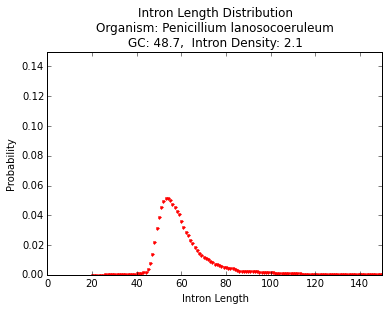 Intron Length Distribution
Organism: Penicillium lanosocoeruleum
GC: 48.7,  Intron Density: 2.1
0.14
0.12
0.10
0.08
0.06
0.04
0.02
0.00
Probability
0 20 40 60 80 100 120 140
Intron Length